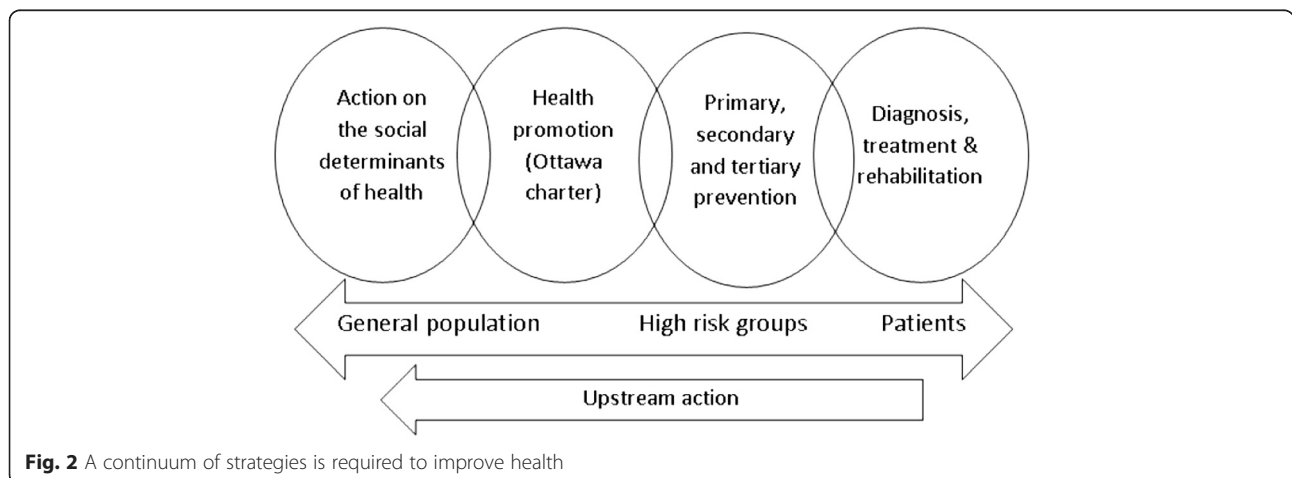 Action on
the social
determinants
of health
Health
promotion
(Ottawa
charter)
Primary,
secondary
and tertiary
prevention
Diagnosis,
treatment &
rehabilitation
General population High risk groups Patients
Upstream action
Fig. 2 A continuum of strategies is required to improve health